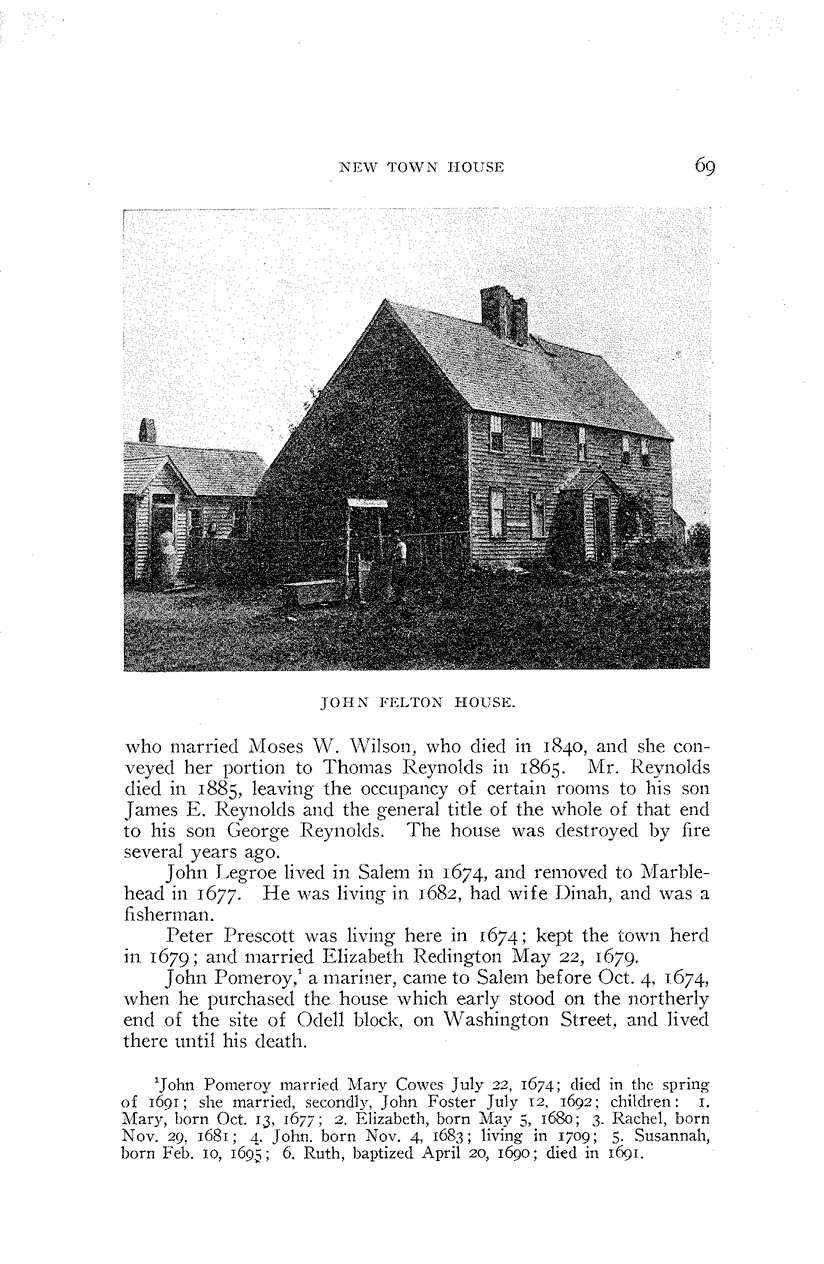 NEW TOWN HOUSE 69
JOHN FELTON HOUSE.
who married Moses W. Wilson, who died in 1840, and she con-
veyed her portion to Thomas Reynolds in 1865. Mr. Reynolds
died in 1885, leaving the occupancy of certain rooms to his son
James E. Reynolds and the general title of the whole of that end
to his son George Reynolds. The house was destroyed by fire
several years ago.
John Legroe lived in Salem in 1674, and removed to Marble-
head in 1677. He was living in 1682, had wife Dinah, and was a
fisherman.
Peter Prescott was living here in 1674; kept the town herd
in 1679; and married Elizabeth Redington May 22, 1679.
John Pomeroy,¹ a mariner, came to Salem before Oct. 4, 1674,
when he purchased the house which early stood on the northerly
end of the site of Odell block, on Washington Street, and lived
there until his death.
¹John Pomeroy married Mary Cowes July 22, 1674; died in the spring
of 1691; she married, secondly, John Foster July 12, 1692; children: 1.
Mary, born Oct. 13, 1677; 2. Elizabeth, born May 5, 1680; 3. Rachel, born
Nov. 29, 1681; 4. John. born Nov. 4, 1683; living in 1709; 5. Susannah,
born Feb. 10, 1695; 6. Ruth, baptized April 20, 1690; died in 1691.